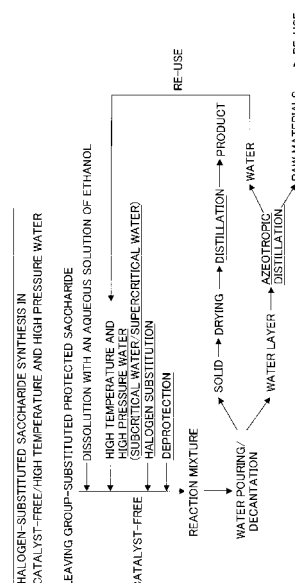 HALOGEN-SUBSTITUTED SACCHARIDE SYNTHESIS IN
CATALYST-FREE/HIGH TEMPERATURE AND HIGH PRESSURE WATER
LEAVING GROUP-SUBSTITUTED PROTECTED SACCHARIDE
DISSOLUTION WITH AN AQUEOUS SOLUTION OF ETHANOL
HIGH TEMPERATURE AND
HIGH PRESSURE WATER
(SUBCRITICAL WATER/SUPERCRITICAL WATER)
HALOGEN SUBSTITUTION
DEPROTECTION
CATALYST-FREE
RE-USE
REACTION MIXTURE
WATER POURING/
DECANTATION
SOLID
DRYING
DISTILLATION
PRODUCT
WATER LAYER
AZEOTROPIC
DISTILLATION
WATER
RAW MATERIALS
RE-USE